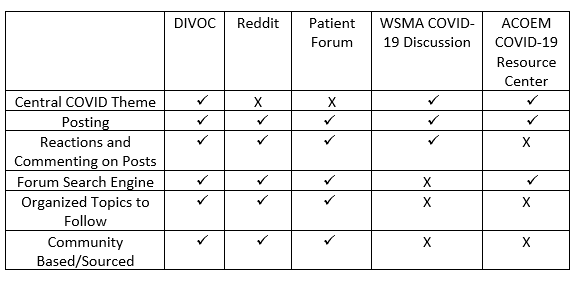 DIVOC Reddit Patient Forum WSMA COVID-19 Discussion ACOEM COVID-19 Resource Center
Central COVID Theme ✓ X X ✓ ✓
Posting ✓ ✓ ✓ ✓ ✓
Reactions and Commenting on Posts ✓ ✓ ✓ ✓ X
Forum Search Engine ✓ ✓ ✓ X ✓
Organized Topics to Follow ✓ ✓ ✓ X X
Community Based/Sourced ✓ ✓ ✓ X X